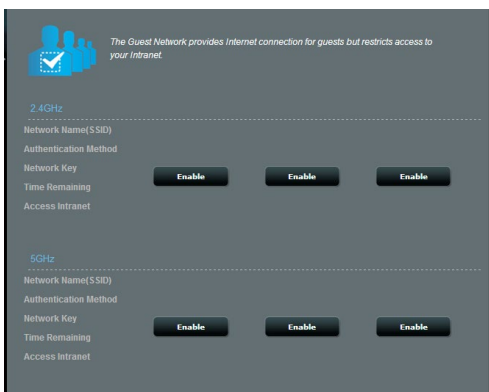 The Guest Network provides Internet connection for guests but restricts access to
your Intranet.
2.4GHz
Network Name(SSID)
Authentication Method
Network Key
Time Remaining
Access Intranet
Enable Enable Enable
5GHz
Network Name(SSID)
Authentication Method
Network Key
Time Remaining
Access Intranet
Enable Enable Enable